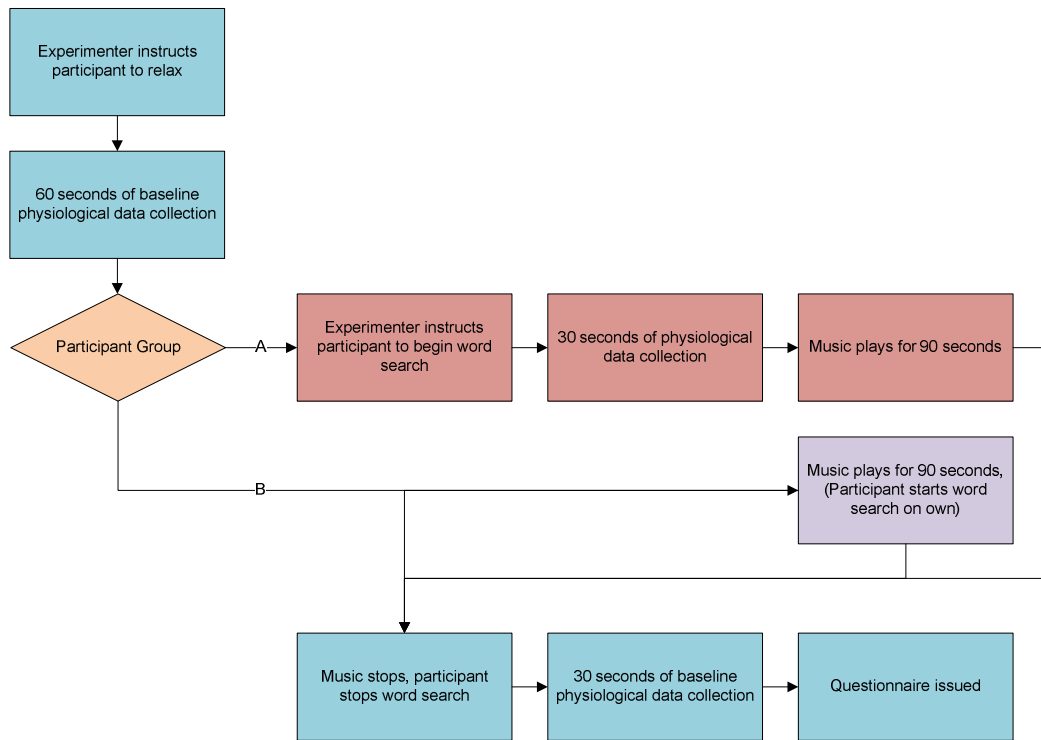 Experimenter instructs
participant to relax
60 seconds of baseline
physiological data collection
Participant Group
A
Experimenter instructs
participant to begin word
search
30 seconds of physiological
data collection
Music plays for 90 seconds
B
Music plays for 90 seconds,
(Participant starts word
search on own)
Music stops, participant
stops word search
30 seconds of baseline
physiological data collection
Questionnaire issued